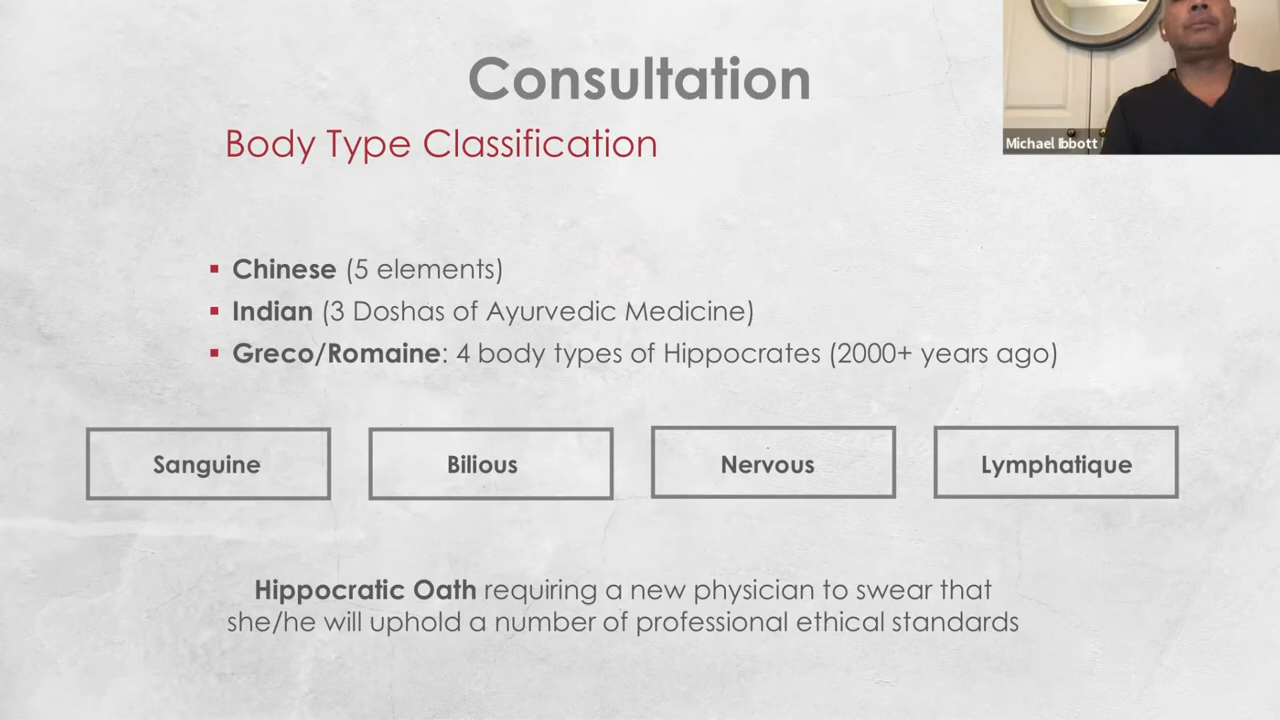 Consultation
Body Type Classification
Michael Ibbott
Chinese (5 elements)
Indian (3 Doshas of Ayurvedic Medicine)
Greco/Romaine: 4 body types of Hippocrates (2000+ years ago)
Sanguine
Bilious
Nervous
Lymphatique
Hippocratic Oath requiring a new physician to swear that
she/he will uphold a number of professional ethical standards